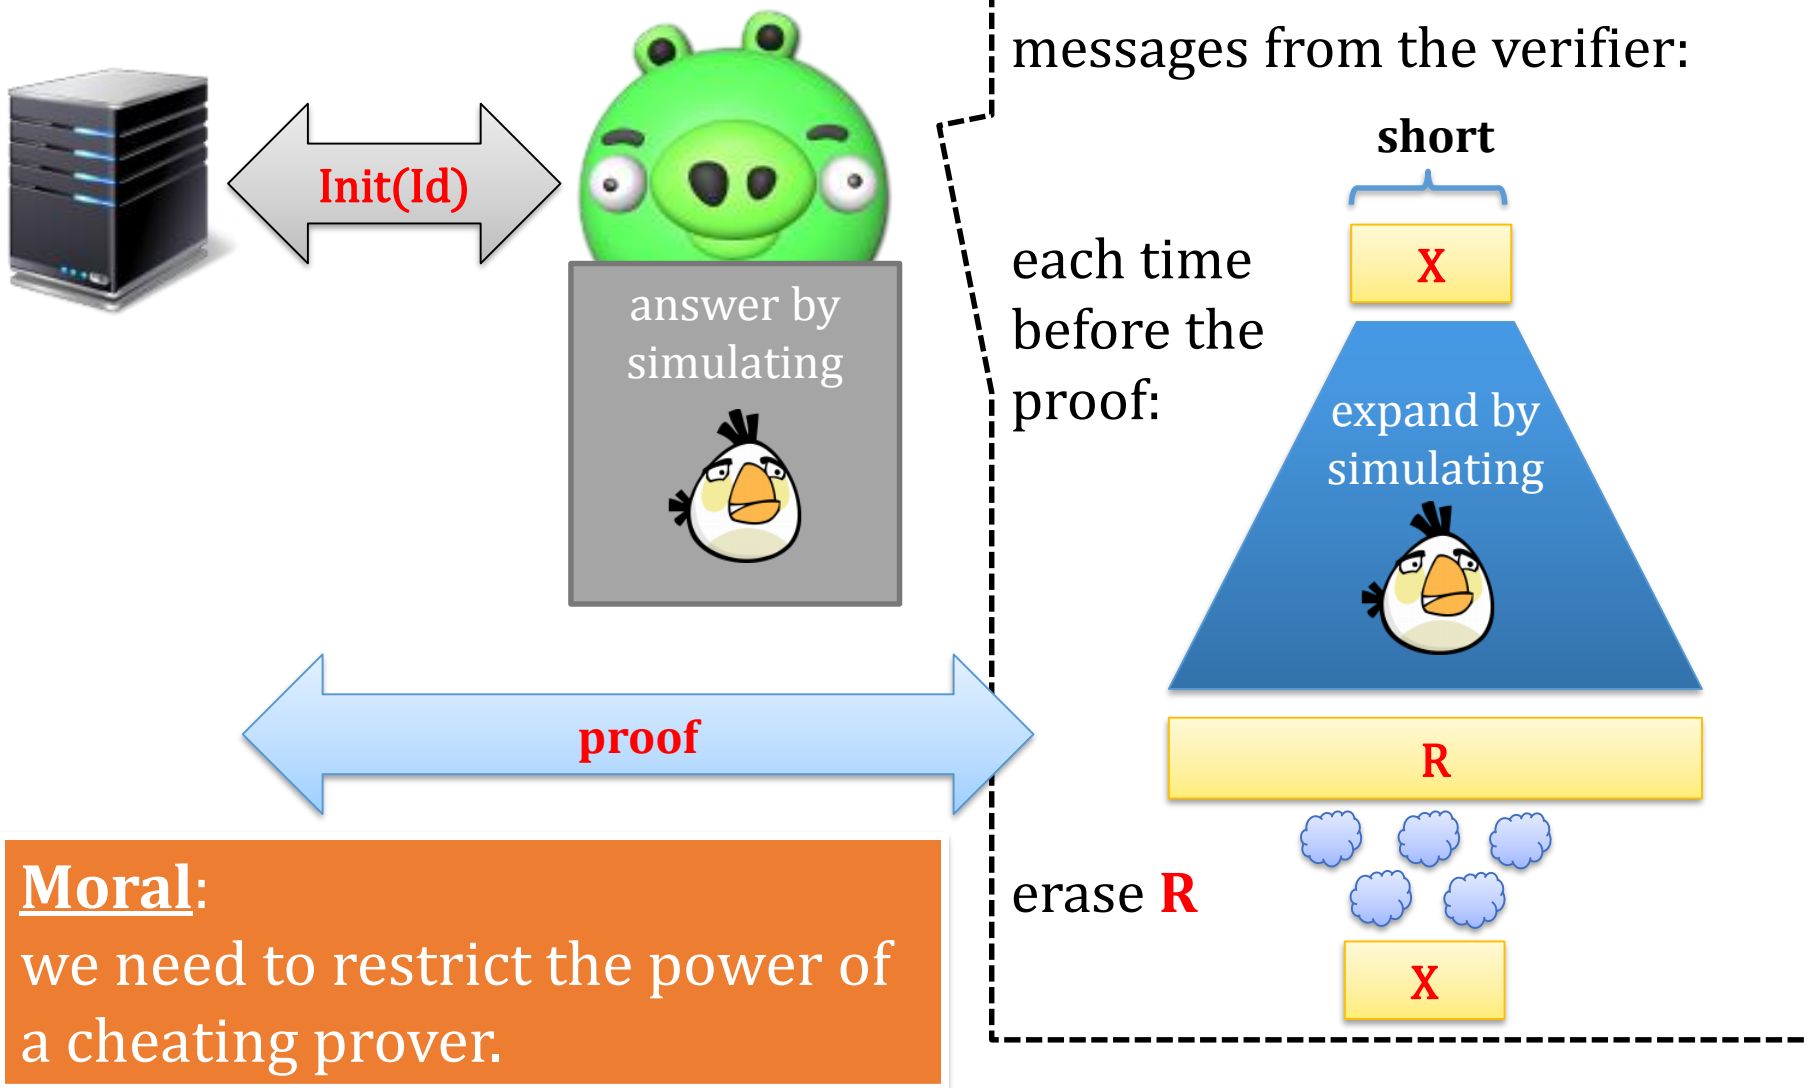 Init(Id)
answer by
simulating
proof
Moral:
we need to restrict the power of
a cheating prover.
messages from the verifier:
short
X
each time
before the
proof:
expand by
simulating
R
erase R
X